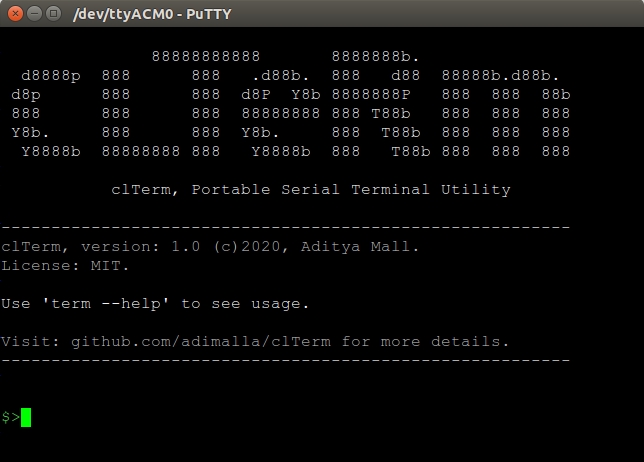 /dev/ttyACM0 - PuTTY
               88888888888       8888888b.
  d8888p  888      888   .d88b.  888   d88  88888b.d88b.
 d8p      888      888  d8P  Y8b 8888888P   888  888  88b
 888      888      888  88888888 888 T88b   888  888  888
 Y8b.     888      888  Y8b.     888  T88b  888  888  888
  Y8888b  88888888 888   Y8888b  888   T88b 888  888  888
clTerm, Portable Serial Terminal Utility
---------------------------------------------------------
clTerm, version: 1.0 (c)2020, Aditya Mall.
License: MIT.
Use 'term --help' to see usage.
Visit: github.com/adimalla/clTerm for more details.
---------------------------------------------------------
$>